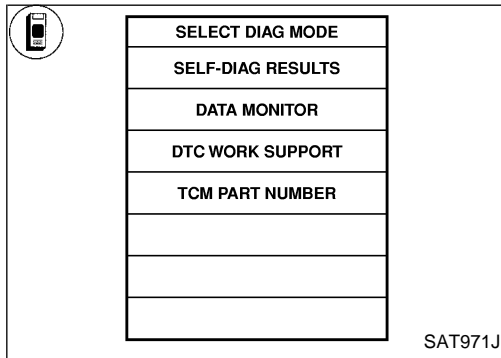 SELECT DIAG MODE
SELF-DIAG RESULTS
DATA MONITOR
DTC WORK SUPPORT
TCM PART NUMBER
SAT971J